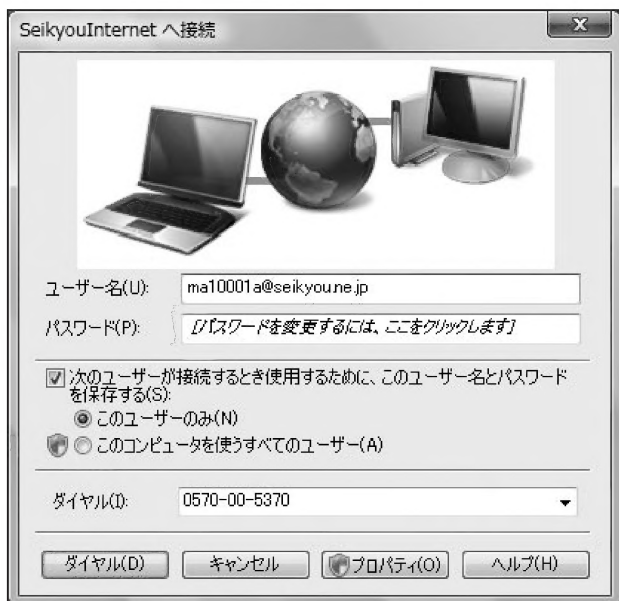 SeikyouInternet へ接続
ユーザー名(U):
ma10001a@seikyou.ne.jp
パスワード(P):
[パスワードを変更するには、ここをクリックします]
次のユーザーが接続するとき使用するために、このユーザー名とパスワード
を保存する(S):
このユーザーのみ(N)
このコンピュータを使うすべてのユーザー(A)
ダイヤル(I):
0570-00-5370
ダイヤル(D)
キャンセル
プロパティ(O)
ヘルプ(H)